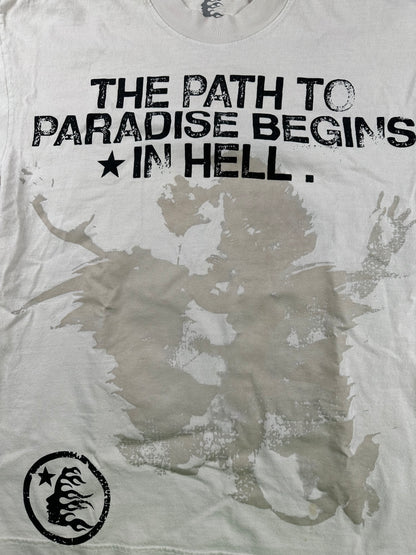 THE PATH TO
PARADISE BEGINS
★IN HELL.